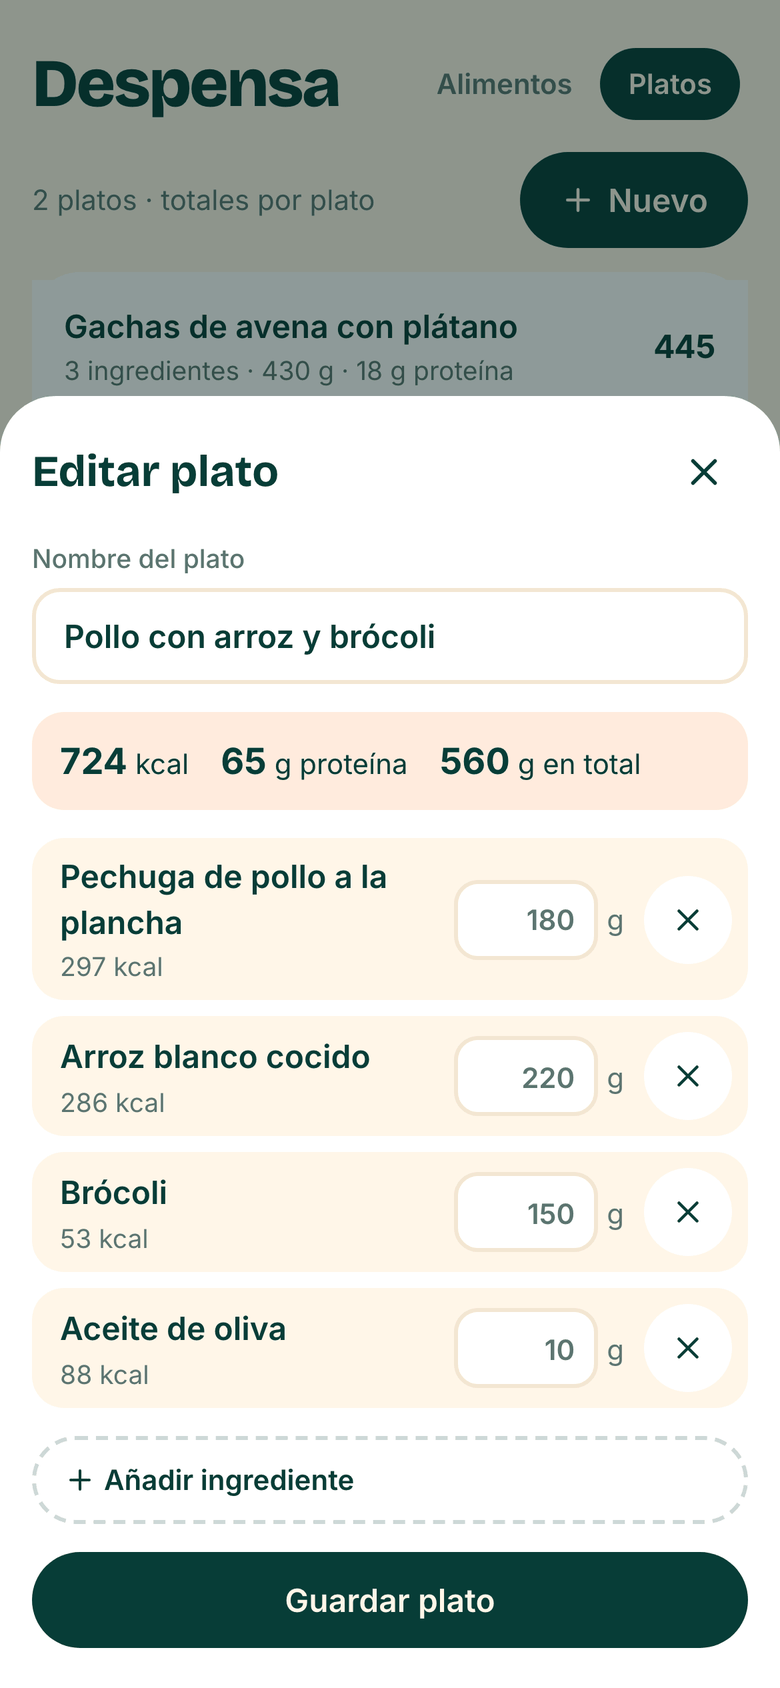 Despensa
Alimentos
Platos
2 platos · totales por plato
+ Nuevo
Gachas de avena con plátano
445
3 ingredientes · 430 g · 18 g proteína
Editar plato
Nombre del plato
Pollo con arroz y brócoli
724 kcal 65 g proteína 560 g en total
Pechuga de pollo a la
plancha
297 kcal
180 g
Arroz blanco cocido
286 kcal
220 g
Brócoli
53 kcal
150 g
Aceite de oliva
88 kcal
10 g
+ Añadir ingrediente
Guardar plato